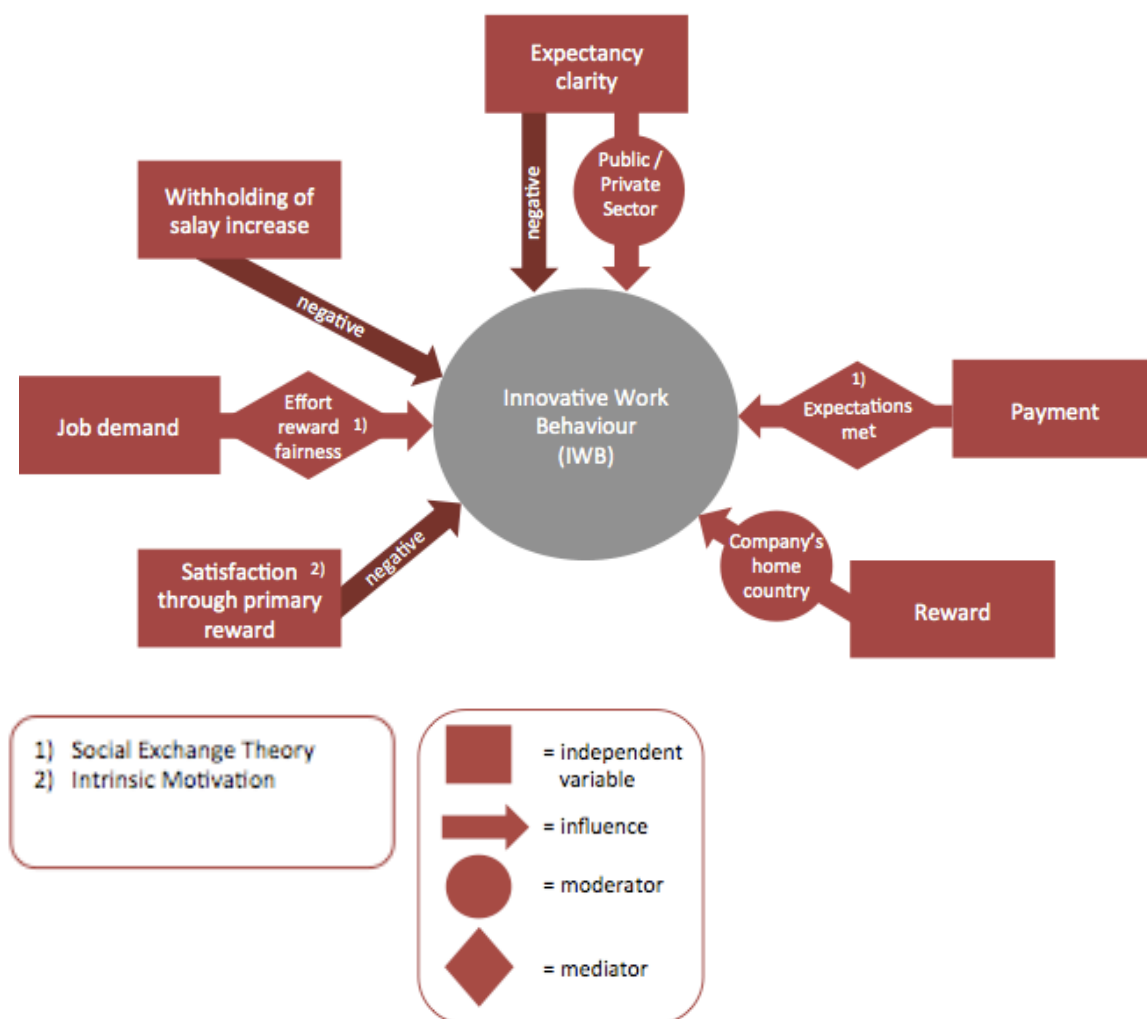 Expectancy
clarity
negative
Public /
Private
Sector
Withholding of
salay increase
negative
Job demand
Effort
reward 1)
fairness
Innovative Work
Behaviour
(IWB)
1)
Expectations
met
Payment
Satisfaction 2)
through primary
reward
negative
Company's
home
country
Reward
1) Social Exchange Theory
2) Intrinsic Motivation
= independent
variable
= influence
= moderator
= mediator